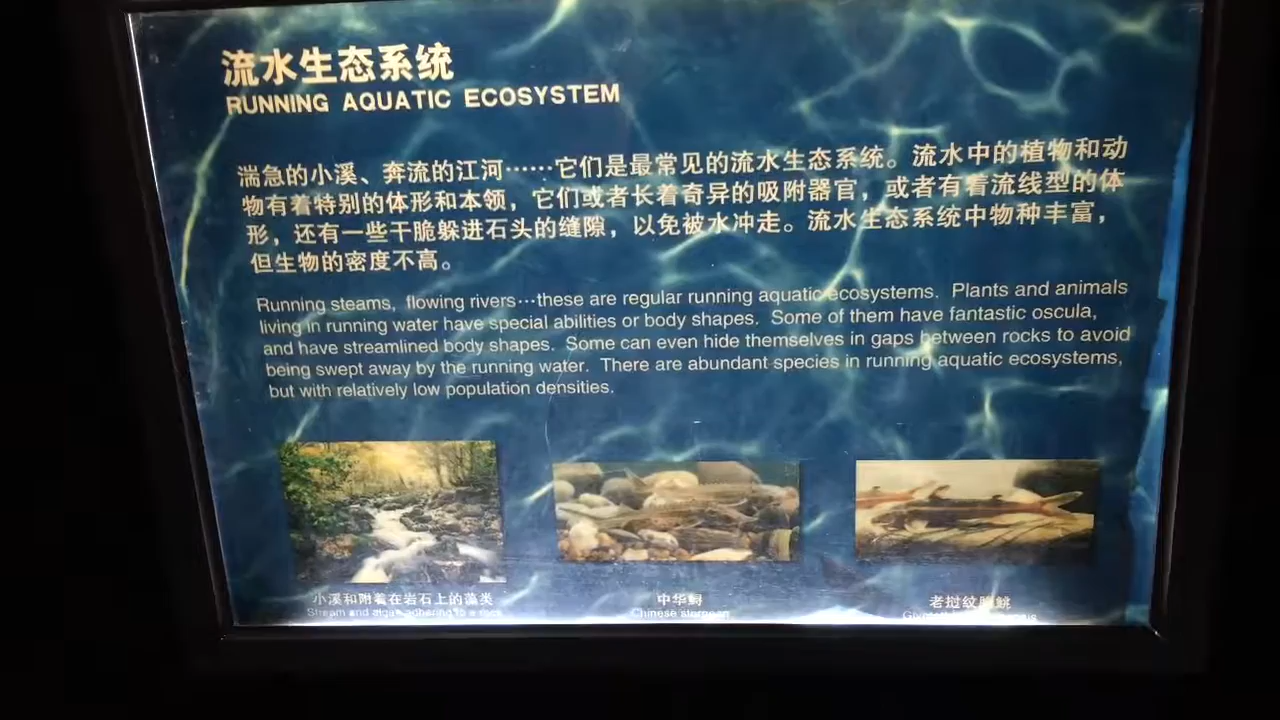 流水生态系统
RUNNING AQUATIC ECOSYSTEM
湍急的小溪、奔流的江河……它们是最常见的流水生态系统。流水中的植物和动
物有着特别的体形和本领，它们或者长着奇异的吸附器官，或者有着流线型的体
形，还有一些干脆躲进石头的缝隙，以免被水冲走。流水生态系统中物种丰富，
但生物的密度不高。
Running steams, flowing rivers…these are regular running aquatic ecosystems. Plants and animals
living in running water have special abilities or body shapes. Some of them have fantastic oscula,
and have streamlined body shapes. Some can even hide themselves in gaps between rocks to avoid
being swept away by the running water. There are abundant species in running aquatic ecosystems,
but with relatively low population densities.
小溪和附着在岩石上的藻类
Stream and algae adhering to a rock
中华鲟
Chinese sturgean
老挝纹胸鮡